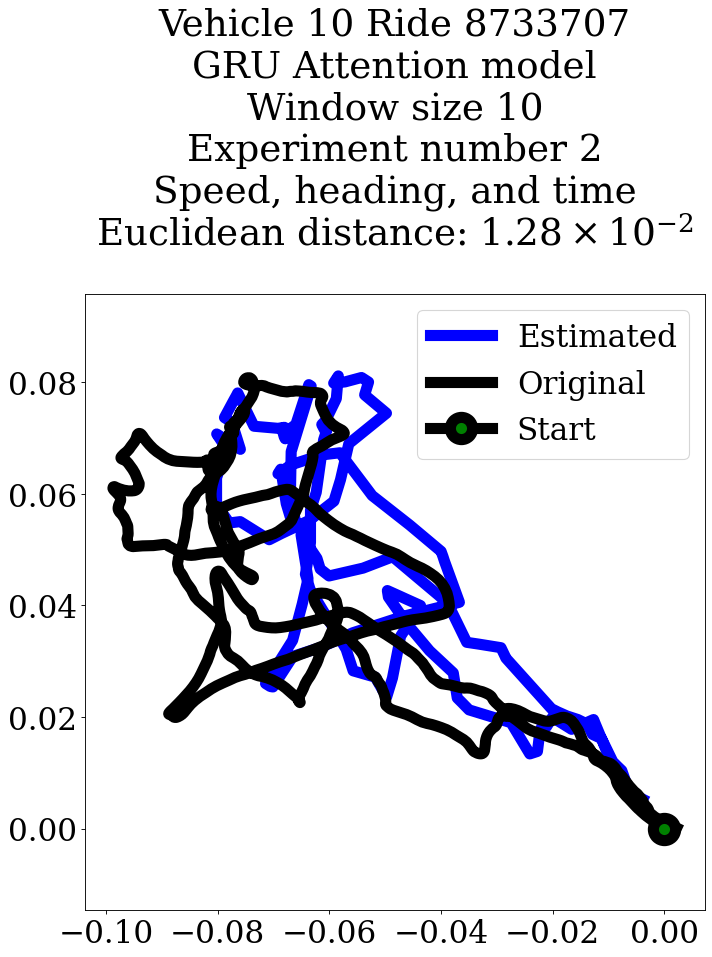 Vehicle 10 Ride 8733707
GRU Attention model
Window size 10
Experiment number 2
Speed, heading, and time
Euclidean distance: 1.28 × 10⁻²
Estimated
Original
Start
0.08
0.06
0.04
0.02
0.00
−0.10 −0.08 −0.06 −0.04 −0.02 0.00